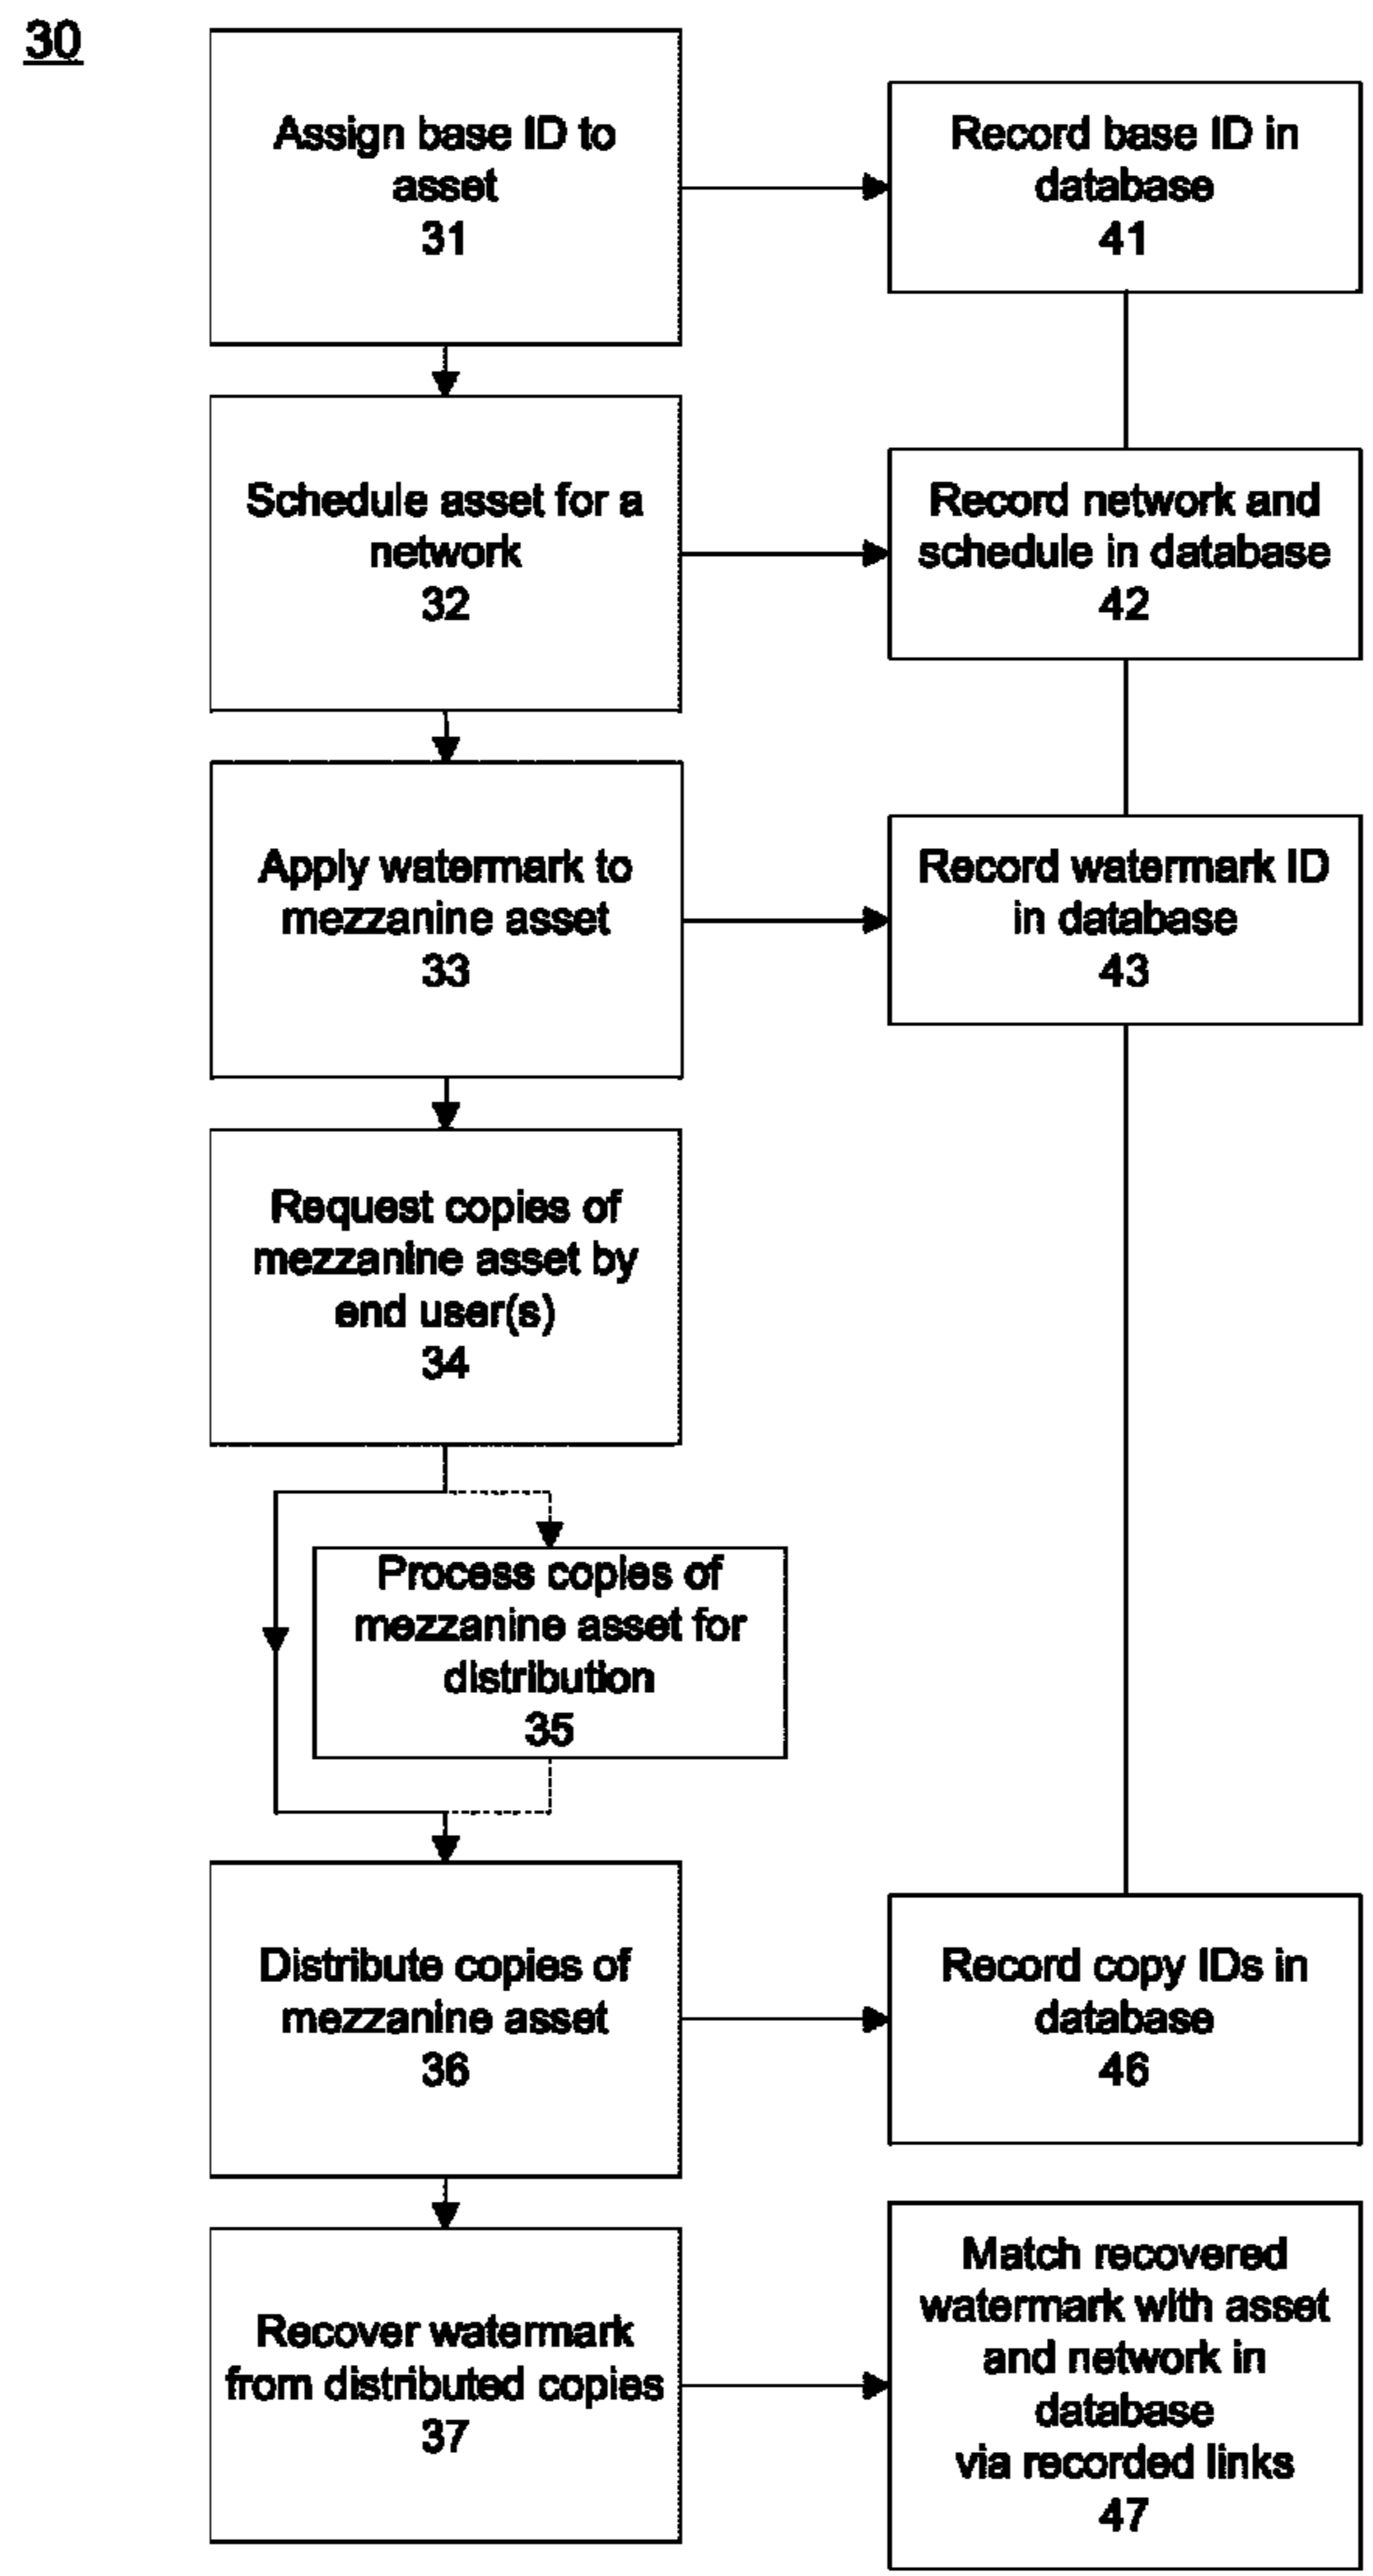 30
Assign base ID to
asset
31
Record base ID in
database
41
Schedule asset for a
network
32
Record network and
schedule in database
42
Apply watermark to
mezzanine asset
33
Record watermark ID
in database
43
Request copies of
mezzanine asset by
end user(s)
34
Process copies of
mezzanine asset for
distribution
35
Distribute copies of
mezzanine asset
36
Record copy IDs in
database
46
Recover watermark
from distributed copies
37
Match recovered
watermark with asset
and network in
database
via recorded links
47